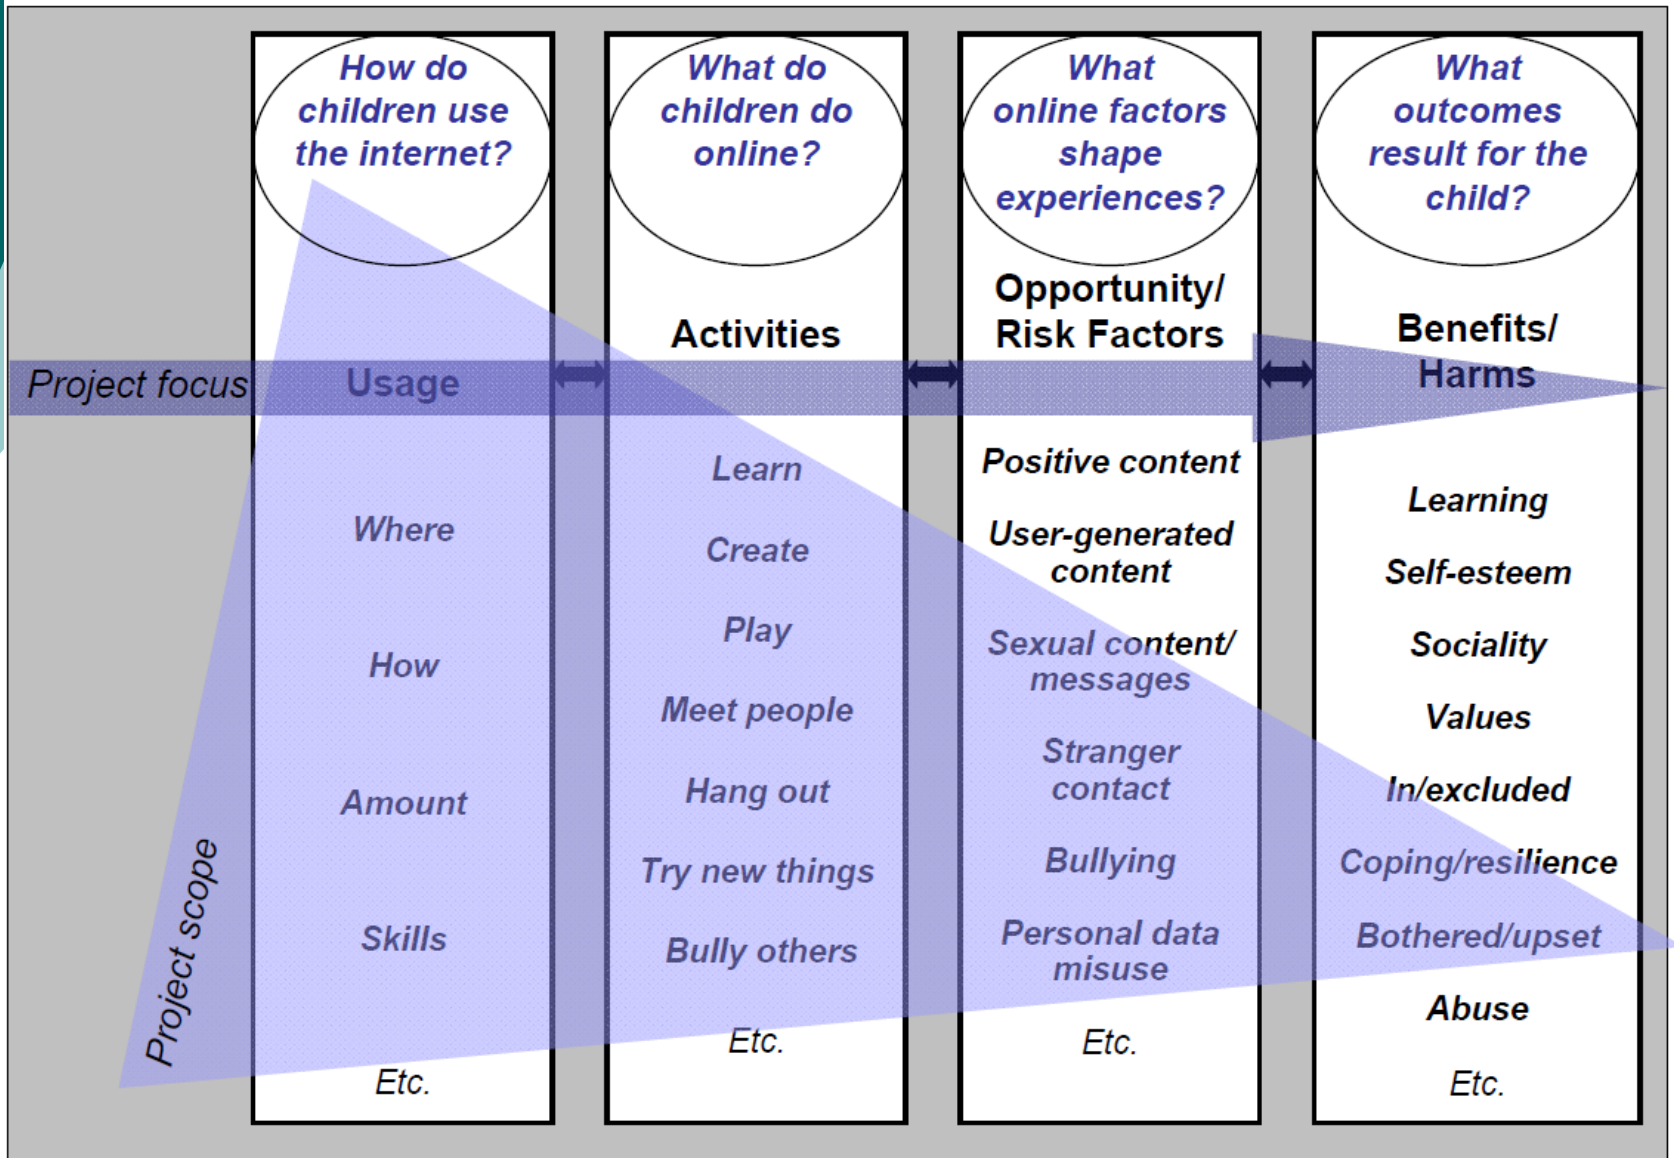 How do
children use
the internet?
What do
children do
online?
What
online factors
shape
experiences?
What
outcomes
result for the
child?
Project focus
Usage
Activities
Opportunity/
Risk Factors
Benefits/
Harms
Where
How
Amount
Skills
Etc.
Learn
Create
Play
Meet people
Hang out
Try new things
Bully others
Etc.
Positive content
User-generated
content
Sexual content/
messages
Stranger
contact
Bullying
Personal data
misuse
Etc.
Learning
Self-esteem
Sociality
Values
In/excluded
Coping/resilience
Bothered/upset
Abuse
Etc.
Project scope